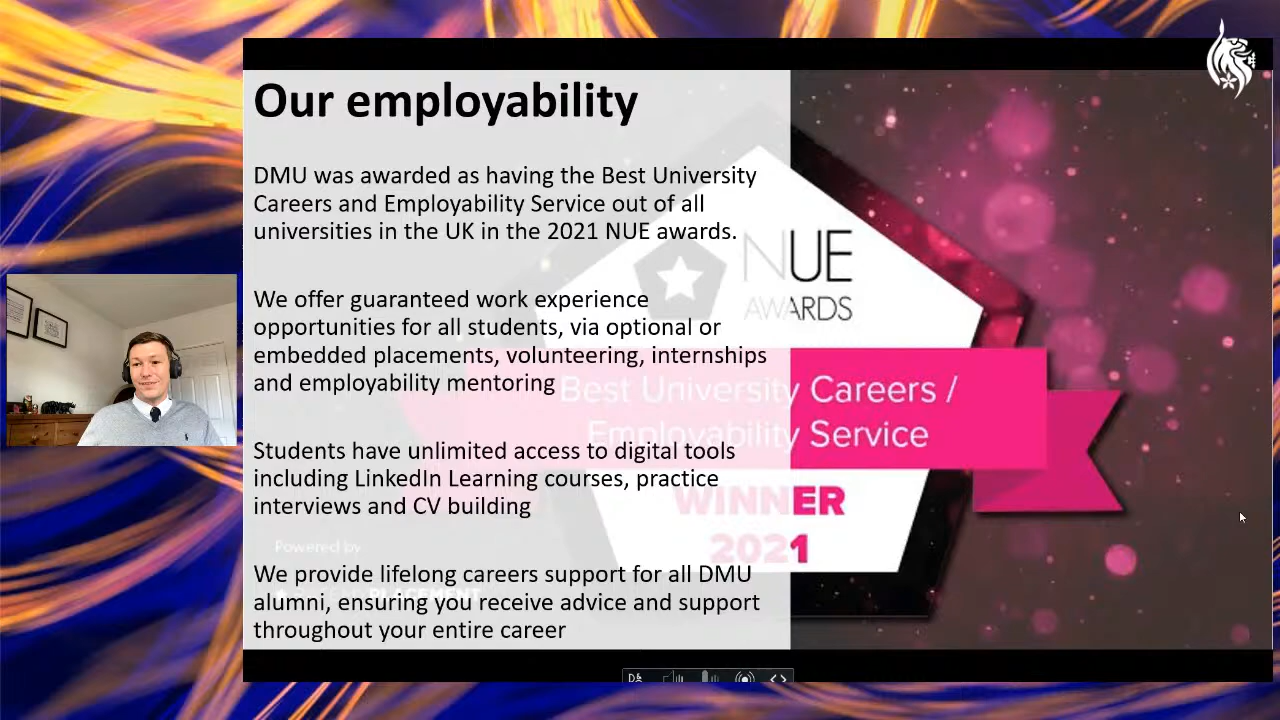 Our employability
DMU was awarded as having the Best University
Careers and Employability Service out of all
universities in the UK in the 2021 NUE awards.
We offer guaranteed work experience
opportunities for all students, via optional or
embedded placements, volunteering, internships
and employability mentoring
Students have unlimited access to digital tools
including LinkedIn Learning courses, practice
interviews and CV building
We provide lifelong careers support for all DMU
alumni, ensuring you receive advice and support
throughout your entire career
NUE
AWARDS
Best University Careers /
Employability Service
WINNER
2021
Powered by
PLACEMENT